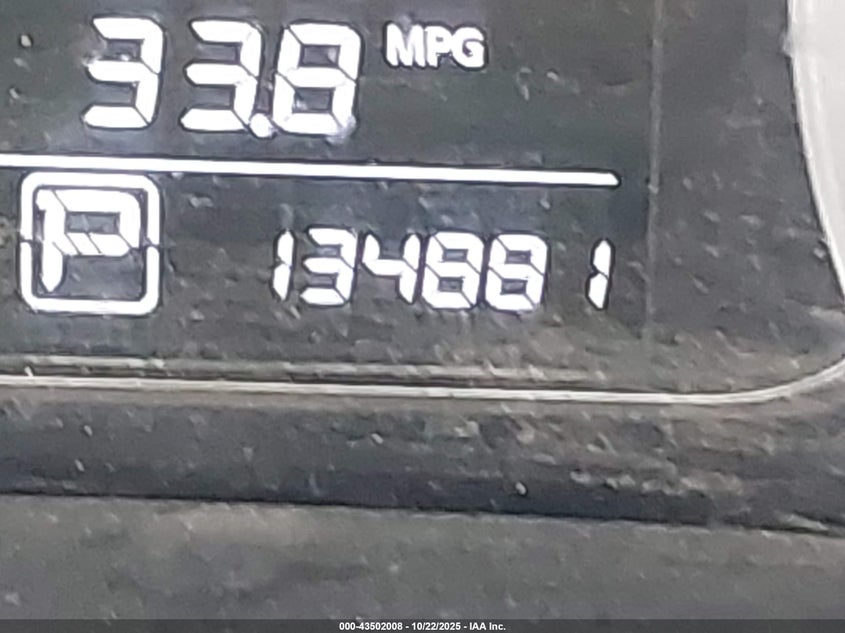 33.8 MPG
P 134881
000-43502008 - 10/22/2025 - IAA Inc.